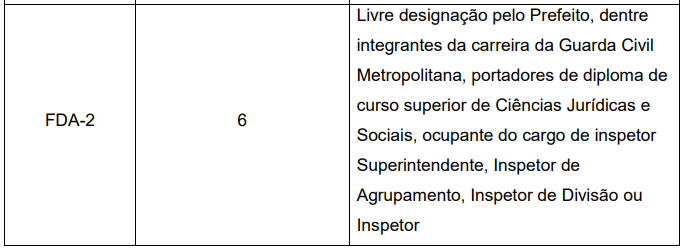 FDA-2
6
Livre designação pelo Prefeito, dentre
integrantes da carreira da Guarda Civil
Metropolitana, portadores de diploma de
curso superior de Ciências Jurídicas e
Sociais, ocupante do cargo de inspetor
Superintendente, Inspetor de
Agrupamento, Inspetor de Divisão ou
Inspetor